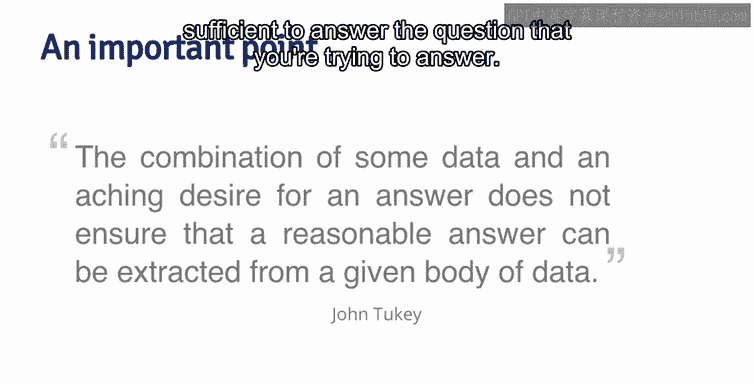 sufficient to answer the question that
you're trying to answer.
An important point
“
The combination of some data and an
aching desire for an answer does not
ensure that a reasonable answer can
be extracted from a given body of data.
”
John Tukey